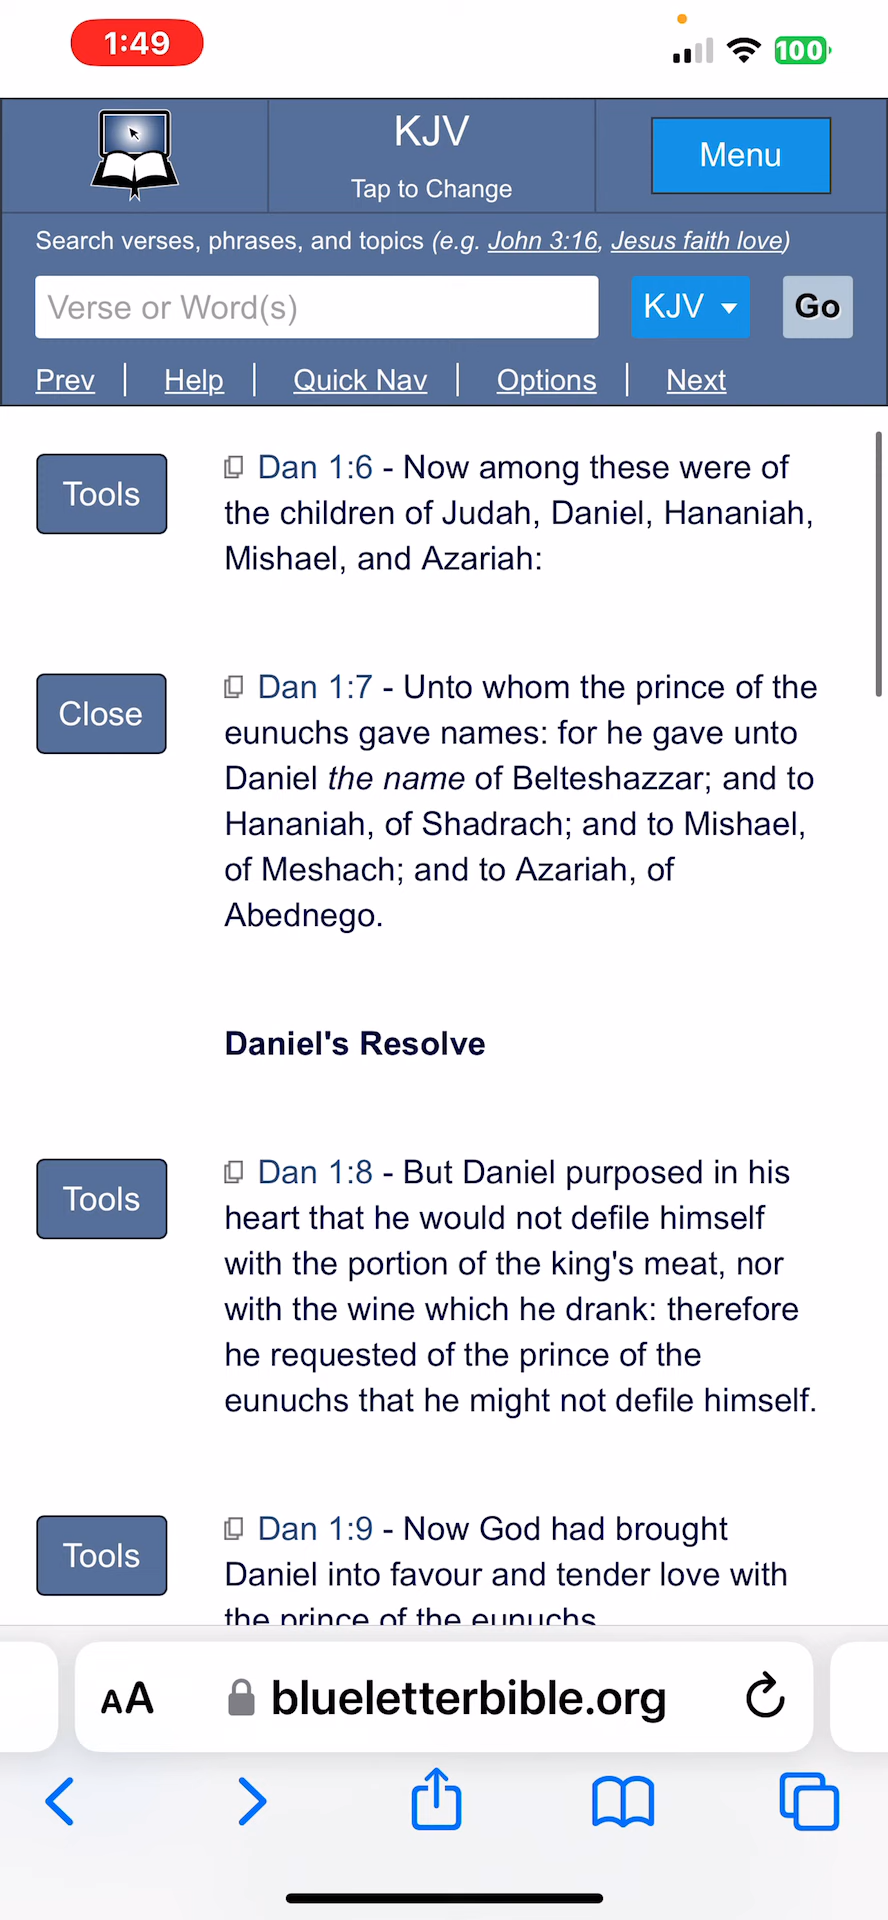 1:49
100
KJV
Tap to Change
Menu
Search verses, phrases, and topics (e.g. John 3:16, Jesus faith love)
Verse or Word(s)
KJV
Go
Prev | Help | Quick Nav | Options | Next
Tools
Dan 1:6 - Now among these were of
the children of Judah, Daniel, Hananiah,
Mishael, and Azariah:
Close
Dan 1:7 - Unto whom the prince of the
eunuchs gave names: for he gave unto
Daniel the name of Belteshazzar; and to
Hananiah, of Shadrach; and to Mishael,
of Meshach; and to Azariah, of
Abednego.
Daniel's Resolve
Tools
Dan 1:8 - But Daniel purposed in his
heart that he would not defile himself
with the portion of the king's meat, nor
with the wine which he drank: therefore
he requested of the prince of the
eunuchs that he might not defile himself.
Tools
Dan 1:9 - Now God had brought
Daniel into favour and tender love with
the prince of the eunuchs.
AA
blueletterbible.org